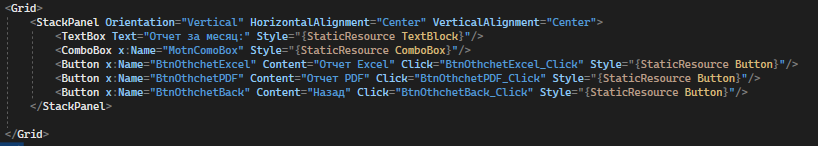 <Grid>
<StackPanel Orientation="Vertical" HorizontalAlignment="Center" VerticalAlignment="Center">
<TextBox Text="Отчет за месяц:" Style="{StaticResource TextBlock}"/>
<ComboBox x:Name="MotnComoBox" Style="{StaticResource ComboBox}"/>
<Button x:Name="BtnOthchetExcel" Content="Отчет Excel" Click="BtnOthchetExcel_Click" Style="{StaticResource Button}"/>
<Button x:Name="BtnOthchetPDF" Content="Отчет PDF" Click="BtnOthchetPDF_Click" Style="{StaticResource Button}"/>
<Button x:Name="BtnOthchetBack" Content="Назад" Click="BtnOthchetBack_Click" Style="{StaticResource Button}"/>
</StackPanel>
</Grid>